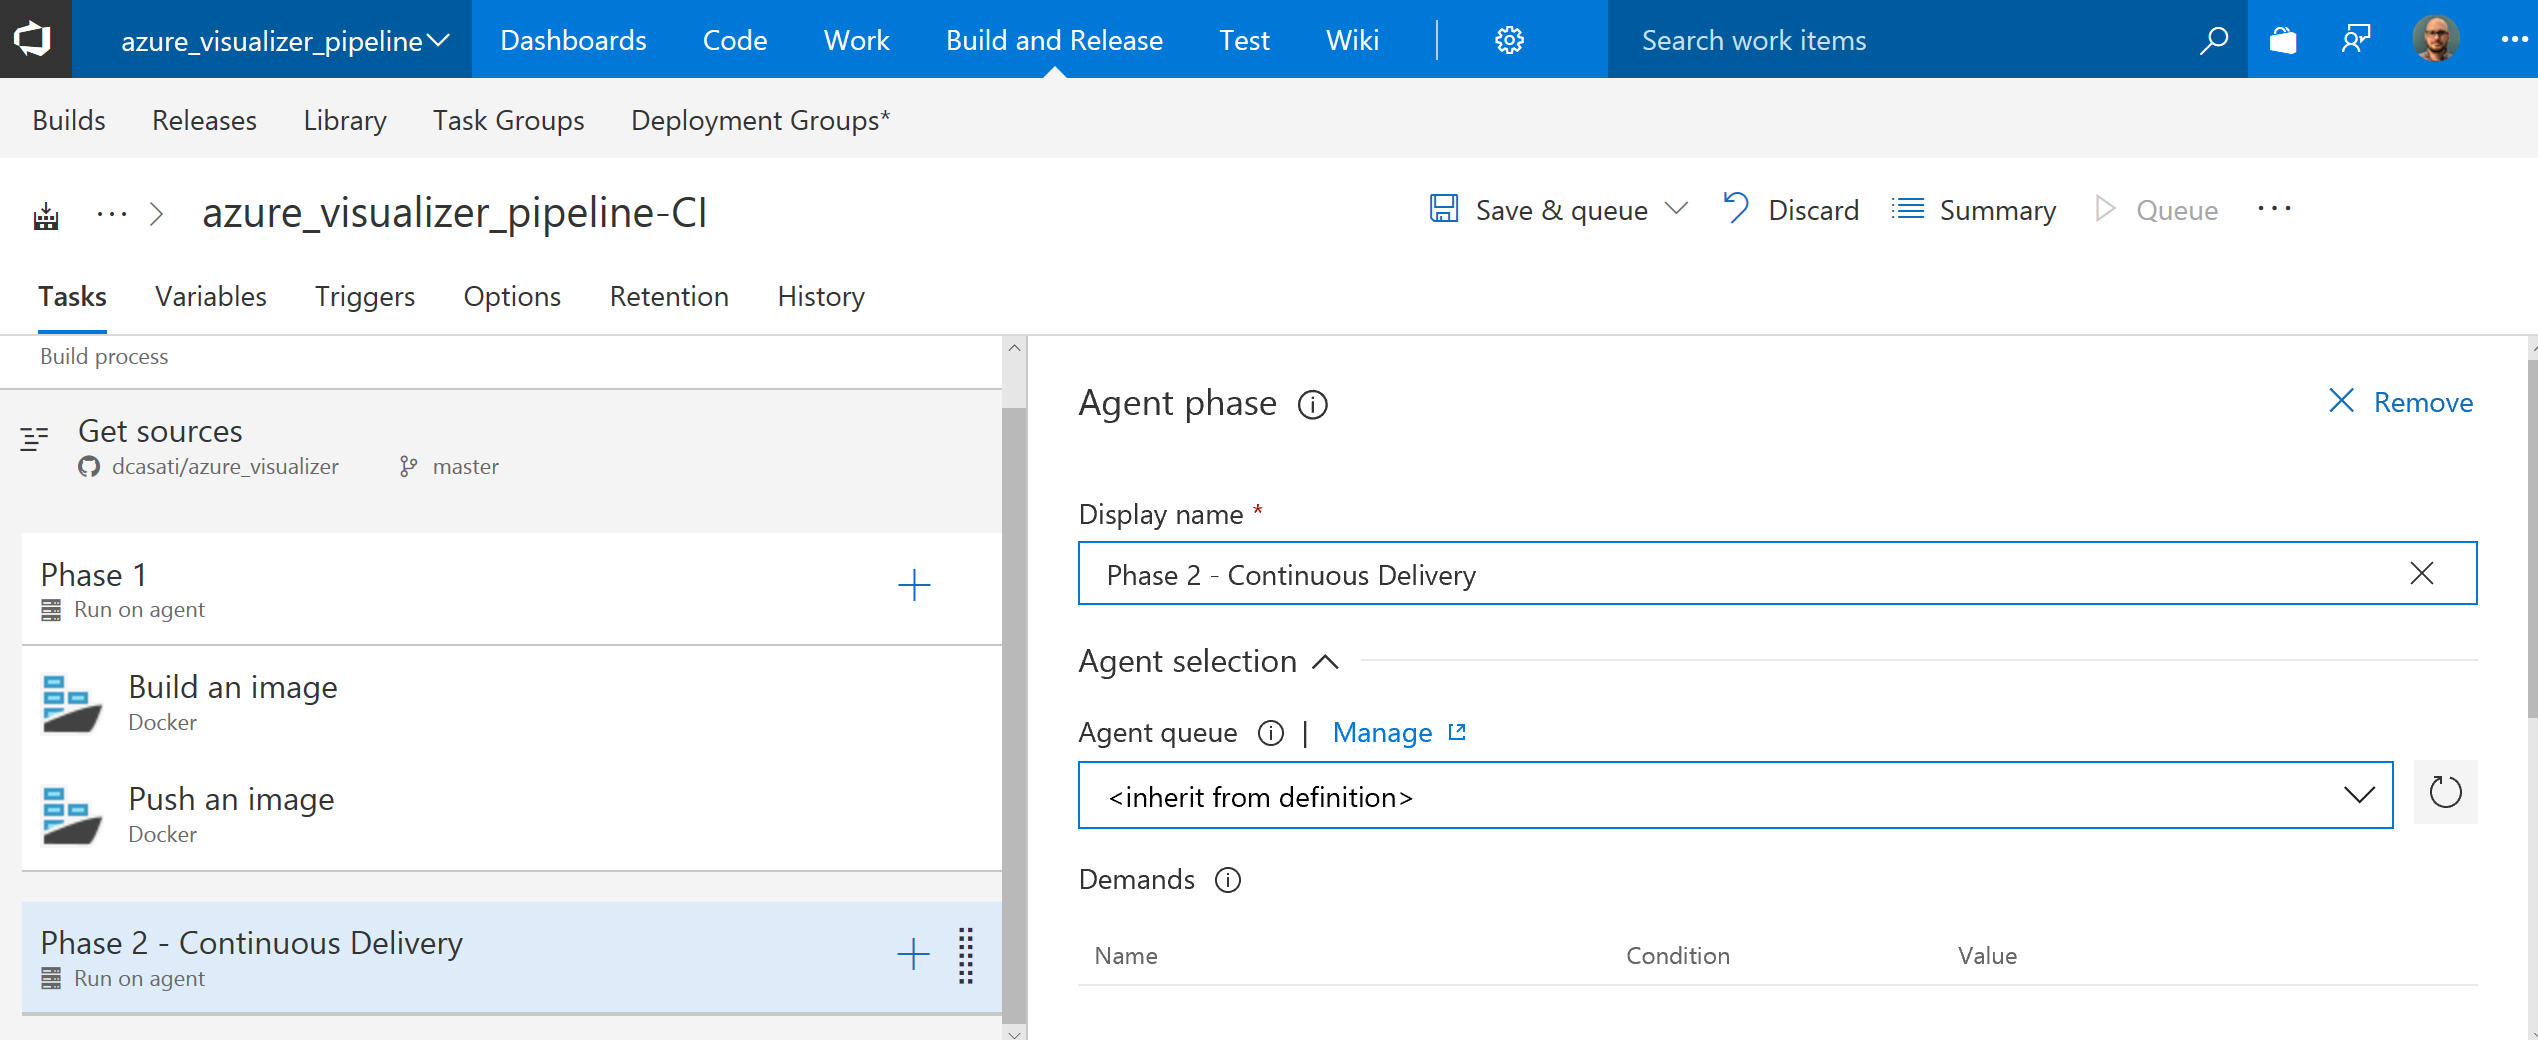 azure_visualizer_pipeline Dashboards Code Work Build and Release Test Wiki Search work items
Builds Releases Library Task Groups Deployment Groups*
azure_visualizer_pipeline-CI Save & queue Discard Summary Queue
Tasks Variables Triggers Options Retention History
Build process
Get sources
dcasati/azure_visualizer master
Phase 1
Run on agent
Build an image
Docker
Push an image
Docker
Phase 2 - Continuous Delivery
Run on agent
Agent phase Remove
Display name *
Phase 2 - Continuous Delivery
Agent selection
Agent queue | Manage
<inherit from definition>
Demands
Name Condition Value